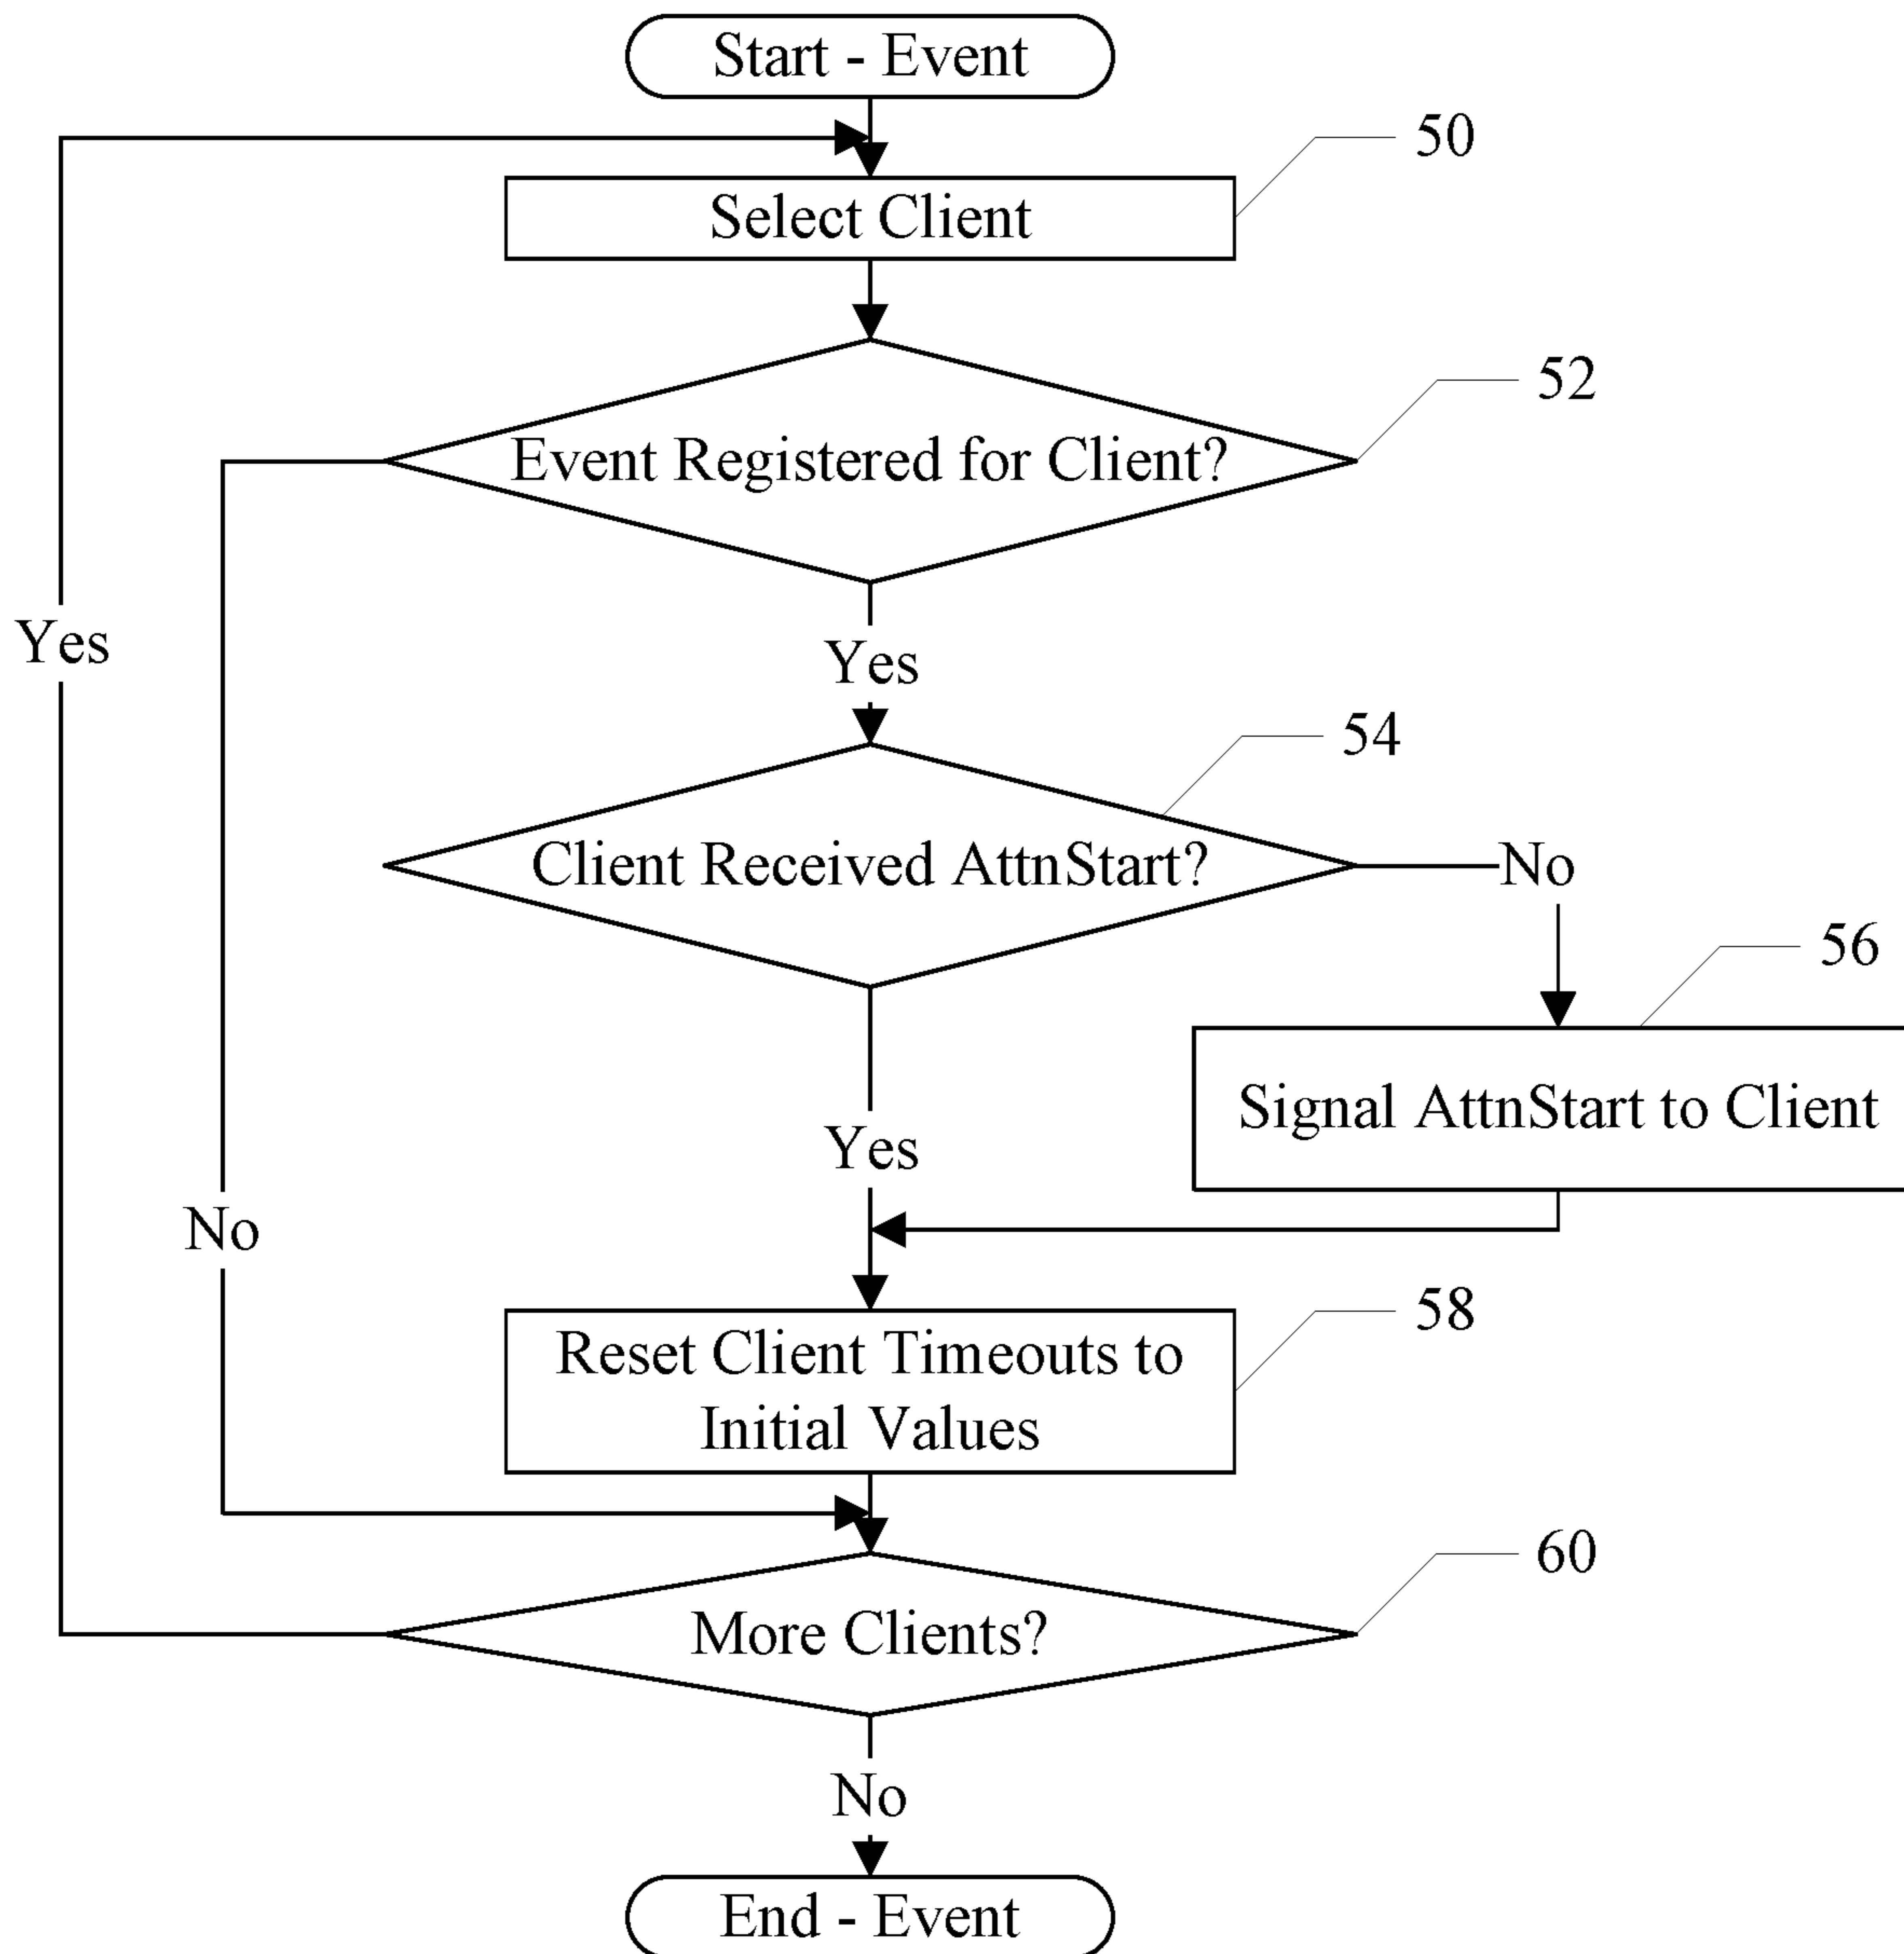 Start - Event
50
Select Client
52
Event Registered for Client?
Yes
Yes
54
Client Received AttnStart?
No
56
Signal AttnStart to Client
Yes
No
58
Reset Client Timeouts to
Initial Values
60
More Clients?
No
End - Event